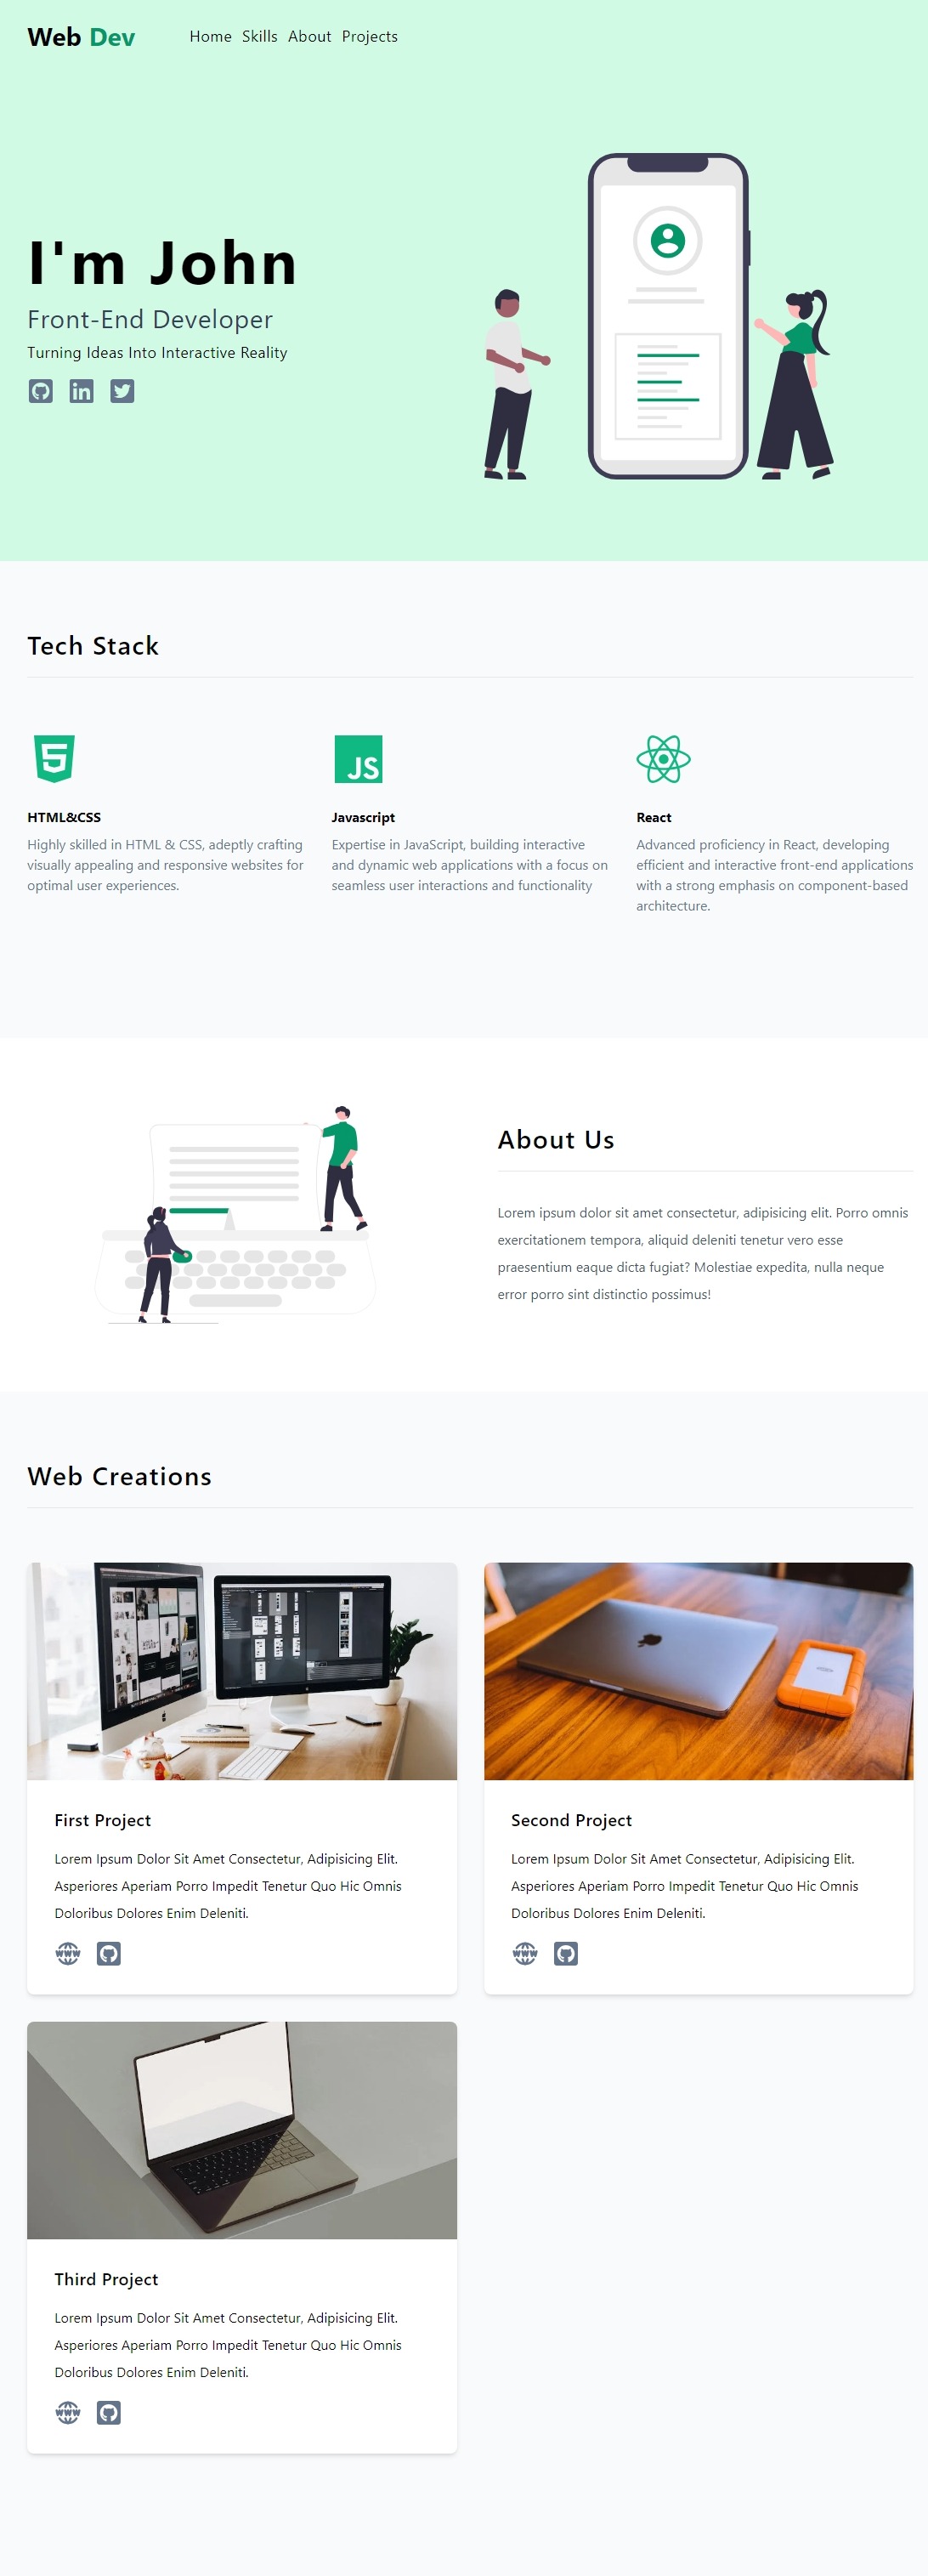 Web Dev
Home Skills About Projects
I'm John
Front-End Developer
Turning Ideas Into Interactive Reality
in
Tech Stack
5
JS
HTML&CSS
Highly skilled in HTML & CSS, adeptly crafting
visually appealing and responsive websites for
optimal user experiences.
Javascript
Expertise in JavaScript, building interactive
and dynamic web applications with a focus on
seamless user interactions and functionality
React
Advanced proficiency in React, developing
efficient and interactive front-end applications
with a strong emphasis on component-based
architecture.
About Us
Lorem ipsum dolor sit amet consectetur, adipisicing elit. Porro omnis
exercitationem tempora, aliquid deleniti tenetur vero esse
praesentium eaque dicta fugiat? Molestiae expedita, nulla neque
error porro sint distinctio possimus!
Web Creations
First Project
Lorem Ipsum Dolor Sit Amet Consectetur, Adipisicing Elit.
Asperiores Aperiam Porro Impedit Tenetur Quo Hic Omnis
Doloribus Dolores Enim Deleniti.
WWW
Second Project
Lorem Ipsum Dolor Sit Amet Consectetur, Adipisicing Elit.
Asperiores Aperiam Porro Impedit Tenetur Quo Hic Omnis
Doloribus Dolores Enim Deleniti.
WWW
Third Project
Lorem Ipsum Dolor Sit Amet Consectetur, Adipisicing Elit.
Asperiores Aperiam Porro Impedit Tenetur Quo Hic Omnis
Doloribus Dolores Enim Deleniti.
WWW